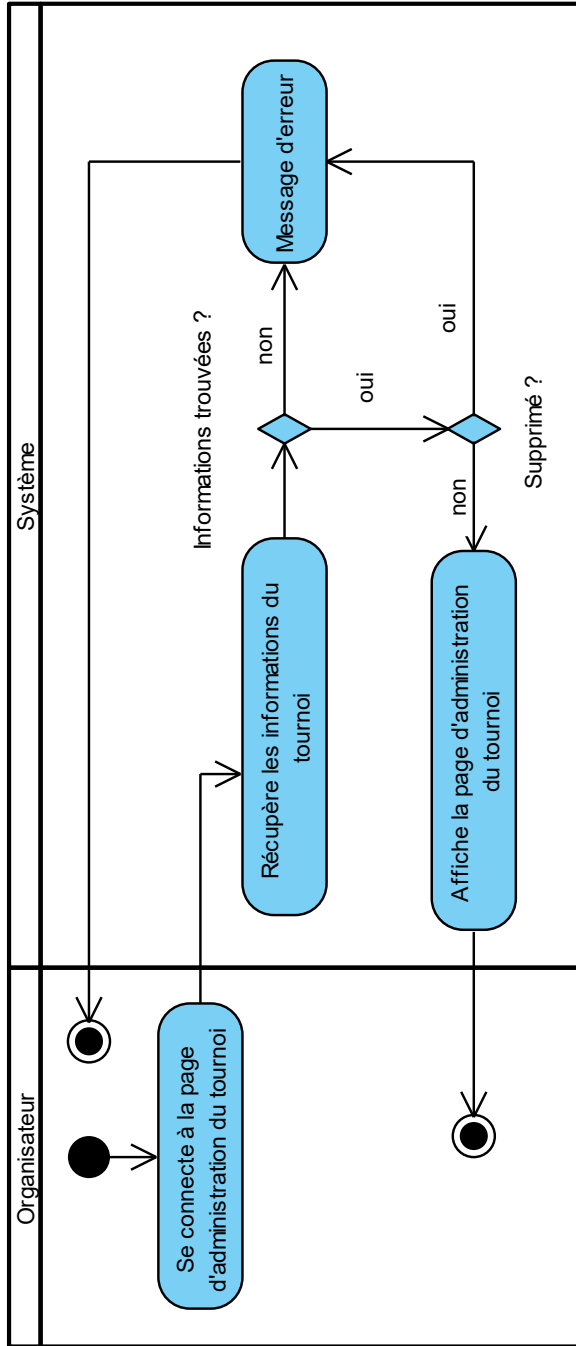 Organisateur
Système
Se connecte à la page
d'administration du tournoi
Récupère les informations du
tournoi
Informations trouvées ?
non
Message d'erreur
oui
Supprimé ?
oui
non
Affiche la page d'administration
du tournoi